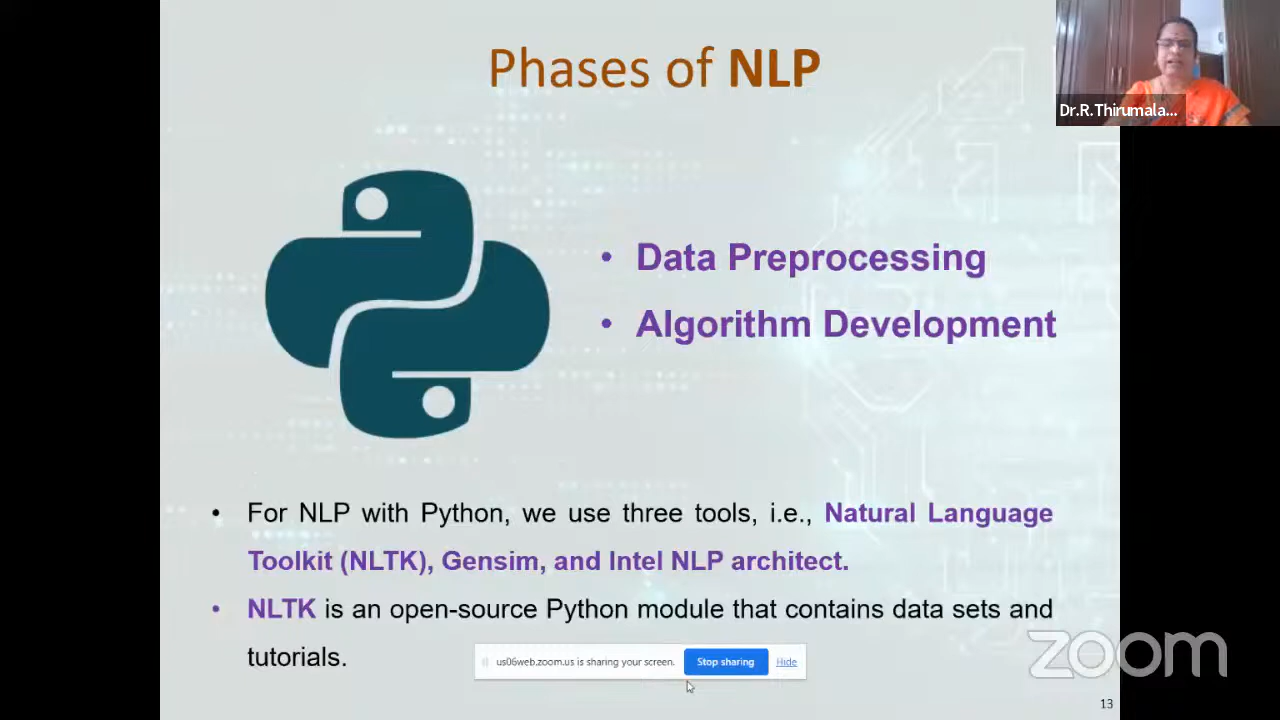 Phases of NLP
Dr.R.Thirumala...
• Data Preprocessing
• Algorithm Development
• For NLP with Python, we use three tools, i.e., Natural Language
Toolkit (NLTK), Gensim, and Intel NLP architect.
• NLTK is an open-source Python module that contains data sets and
tutorials.
us06web.zoom.us is sharing your screen. Stop sharing Hide
zoom
13